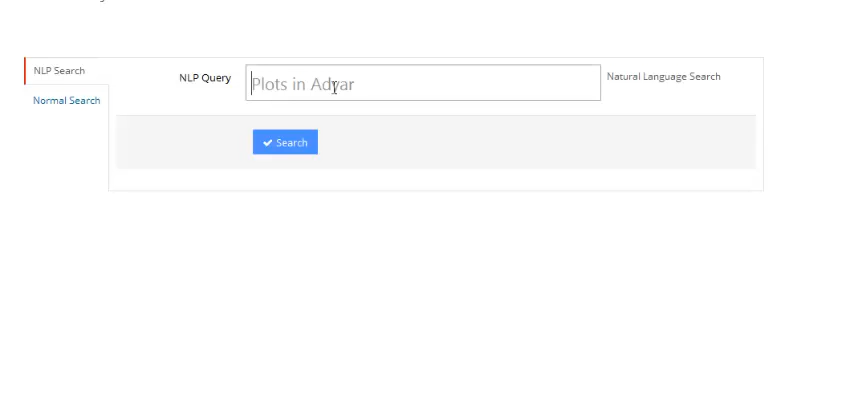 NLP Search
NLP Query
Plots in Adyar
Natural Language Search
Normal Search
Search